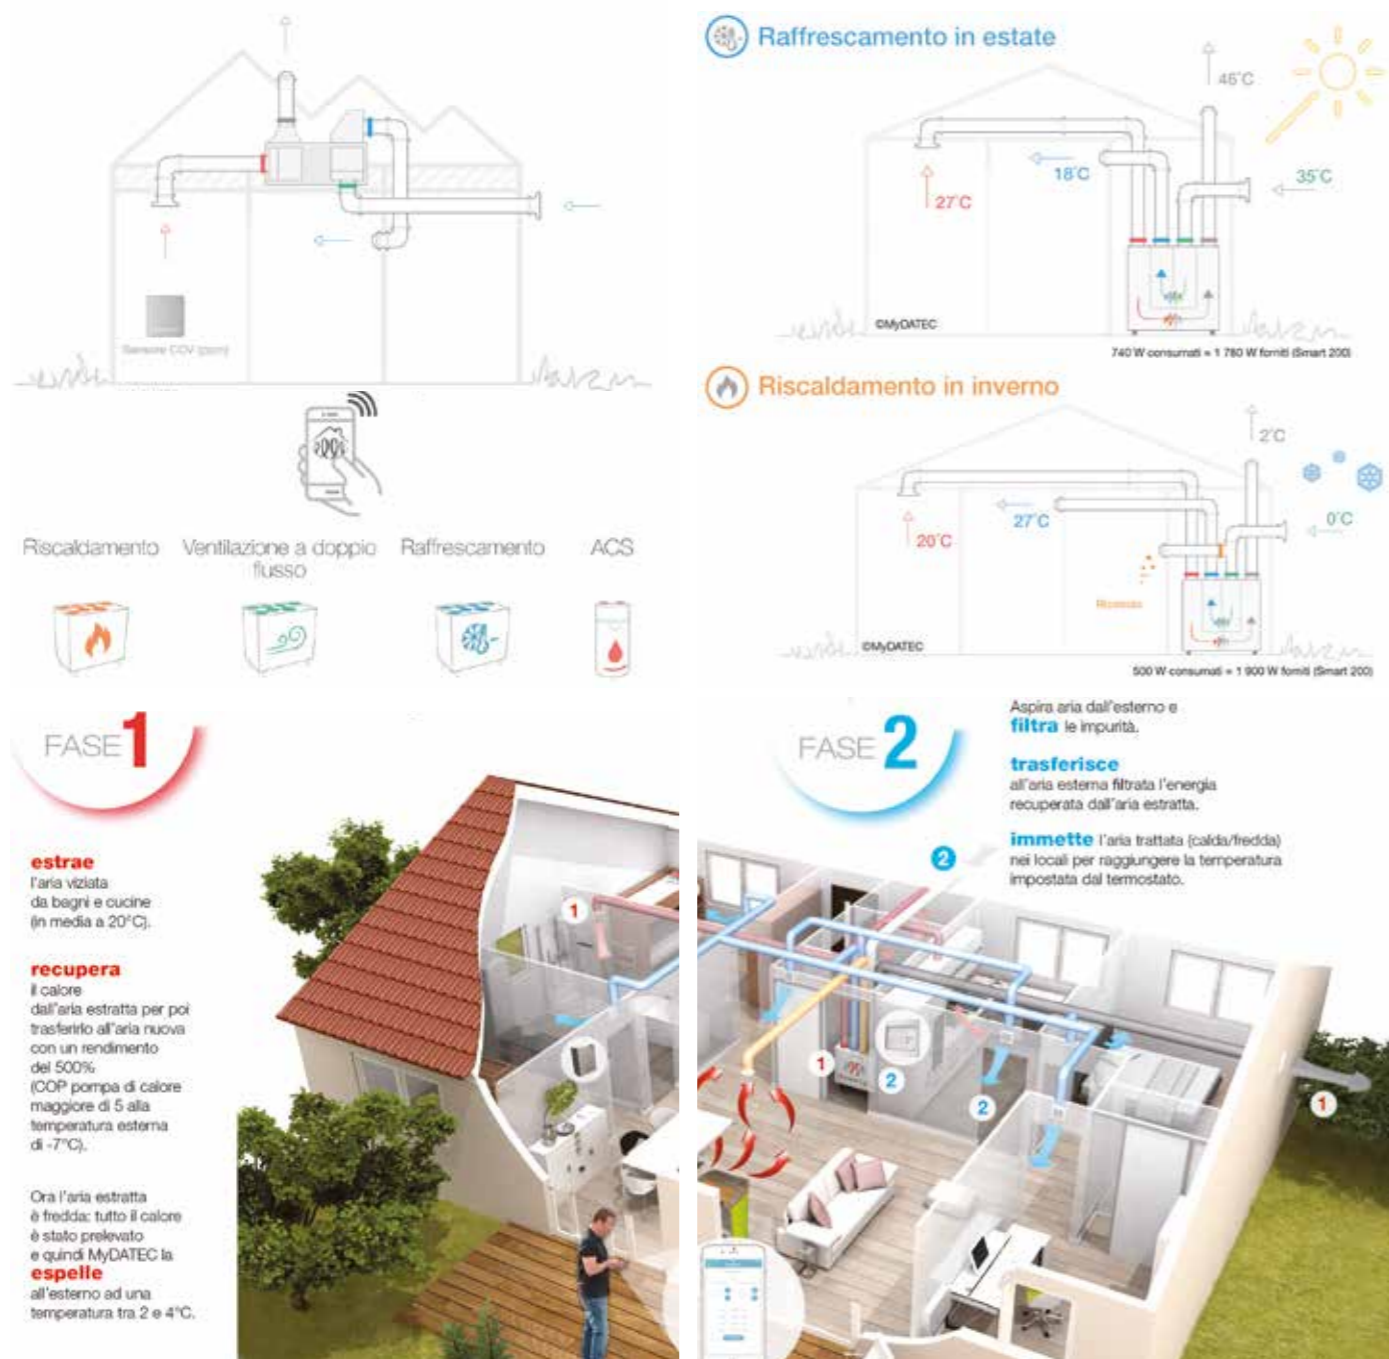 Sensore COV (ppm)
Riscaldamento
Ventilazione a doppio
flusso
Raffrescamento
ACS
Raffrescamento in estate
46°C
35°C
18°C
27°C
©MyDATEC
740 W consumati = 1 780 W forniti (Smart 200)
Riscaldamento in inverno
2°C
0°C
27°C
20°C
Ricircolo
©MyDATEC
500 W consumati = 1 900 W forniti (Smart 200)
FASE 1
estrae
l'aria viziata
da bagni e cucine
(in media a 20°C).
recupera
il calore
dall'aria estratta per poi
trasferirlo all'aria nuova
con un rendimento
del 500%
(COP pompa di calore
maggiore di 5 alla
temperatura esterna
di -7°C).
Ora l'aria estratta
è fredda: tutto il calore
è stato prelevato
e quindi MyDATEC la
espelle
all'esterno ad una
temperatura tra 2 e 4°C.
1
FASE 2
Aspira aria dall'esterno e
filtra le impurità.
trasferisce
all'aria esterna filtrata l'energia
recuperata dall'aria estratta.
immette l'aria trattata (calda/fredda)
nei locali per raggiungere la temperatura
impostata dal termostato.
2
1
2
2
1